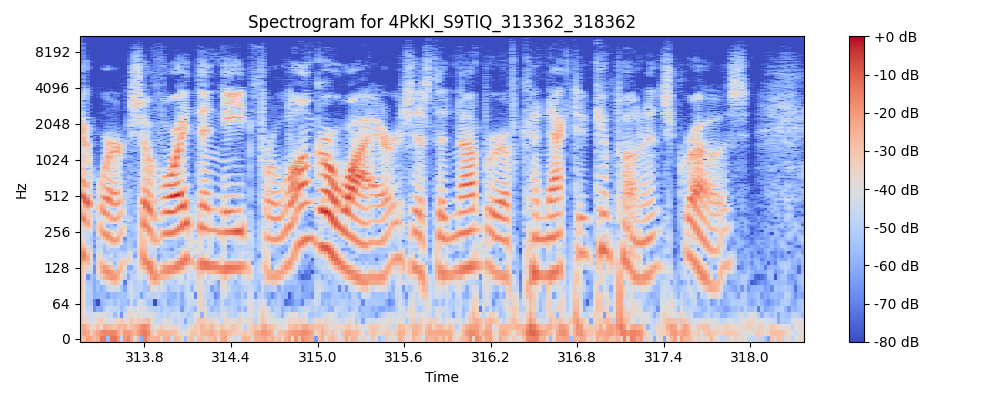 Spectrogram for 4PkKI_S9TIQ_313362_318362
8192
4096
2048
1024
512
256
128
64
0
Hz
313.8 314.4 315.0 315.6 316.2 316.8 317.4 318.0
Time
+0 dB
-10 dB
-20 dB
-30 dB
-40 dB
-50 dB
-60 dB
-70 dB
-80 dB